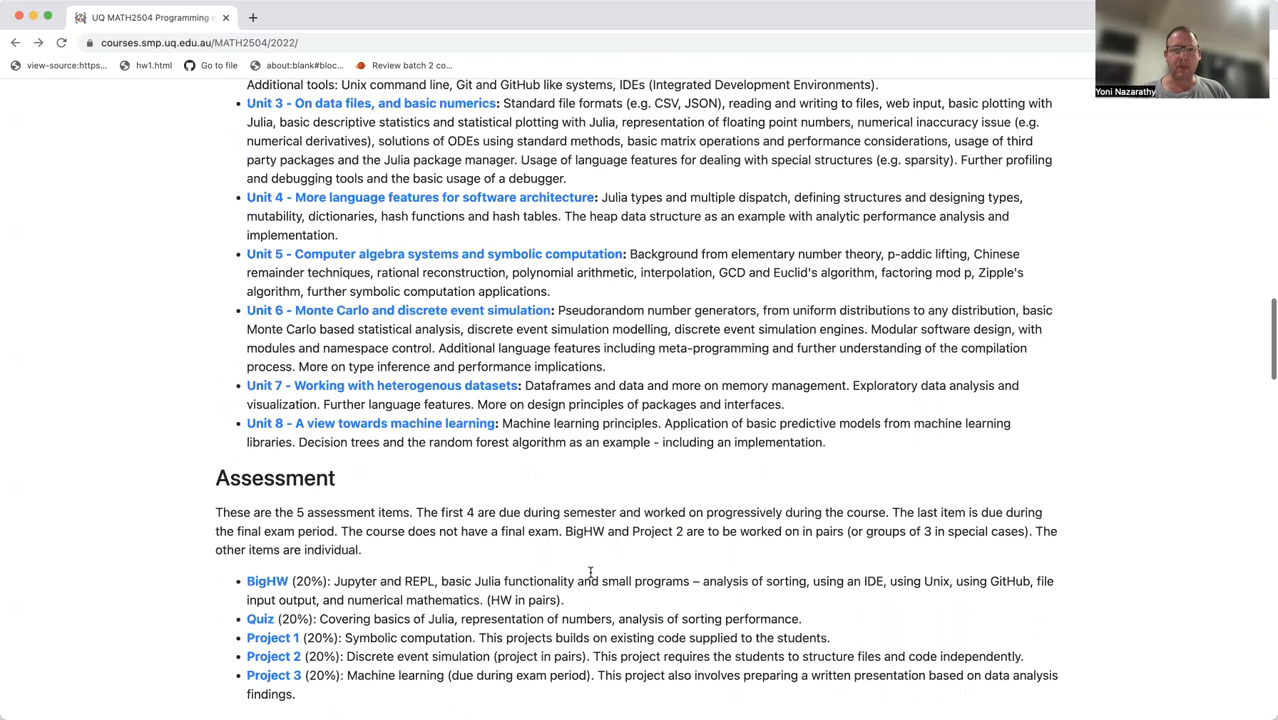 UQ MATH2504 Programming o
courses.smp.uq.edu.au/MATH2504/2022/
view-source:https... hw1.html Go to file about:blank#bloc... Review batch 2 co...
Yoni Nazarathy
Additional tools: Unix command line, Git and GitHub like systems, IDEs (Integrated Development Environments).
• Unit 3 - On data files, and basic numerics: Standard file formats (e.g. CSV, JSON), reading and writing to files, web input, basic plotting with
Julia, basic descriptive statistics and statistical plotting with Julia, representation of floating point numbers, numerical inaccuracy issue (e.g.
numerical derivatives), solutions of ODEs using standard methods, basic matrix operations and performance considerations, usage of third
party packages and the Julia package manager. Usage of language features for dealing with special structures (e.g. sparsity). Further profiling
and debugging tools and the basic usage of a debugger.
• Unit 4 - More language features for software architecture: Julia types and multiple dispatch, defining structures and designing types,
mutability, dictionaries, hash functions and hash tables. The heap data structure as an example with analytic performance analysis and
implementation.
• Unit 5 - Computer algebra systems and symbolic computation: Background from elementary number theory, p-addic lifting, Chinese
remainder techniques, rational reconstruction, polynomial arithmetic, interpolation, GCD and Euclid's algorithm, factoring mod p, Zipple's
algorithm, further symbolic computation applications.
• Unit 6 - Monte Carlo and discrete event simulation: Pseudorandom number generators, from uniform distributions to any distribution, basic
Monte Carlo based statistical analysis, discrete event simulation modelling, discrete event simulation engines. Modular software design, with
modules and namespace control. Additional language features including meta-programming and further understanding of the compilation
process. More on type inference and performance implications.
• Unit 7 - Working with heterogenous datasets: Dataframes and data and more on memory management. Exploratory data analysis and
visualization. Further language features. More on design principles of packages and interfaces.
• Unit 8 - A view towards machine learning: Machine learning principles. Application of basic predictive models from machine learning
libraries. Decision trees and the random forest algorithm as an example - including an implementation.
Assessment
These are the 5 assessment items. The first 4 are due during semester and worked on progressively during the course. The last item is due during
the final exam period. The course does not have a final exam. BigHW and Project 2 are to be worked on in pairs (or groups of 3 in special cases). The
other items are individual.
• BigHW (20%): Jupyter and REPL, basic Julia functionality and small programs – analysis of sorting, using an IDE, using Unix, using GitHub, file
input output, and numerical mathematics. (HW in pairs).
• Quiz (20%): Covering basics of Julia, representation of numbers, analysis of sorting performance.
• Project 1 (20%): Symbolic computation. This projects builds on existing code supplied to the students.
• Project 2 (20%): Discrete event simulation (project in pairs). This project requires the students to structure files and code independently.
• Project 3 (20%): Machine learning (due during exam period). This project also involves preparing a written presentation based on data analysis
findings.